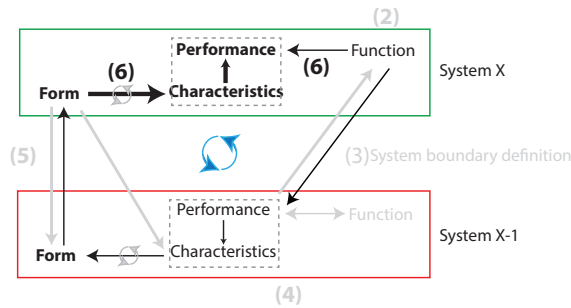 (2)
Performance
Function
(6)
(6)
System X
Form
Characteristics
(5)
(3)System boundary definition
Performance
Function
Characteristics
Form
System X-1
(4)